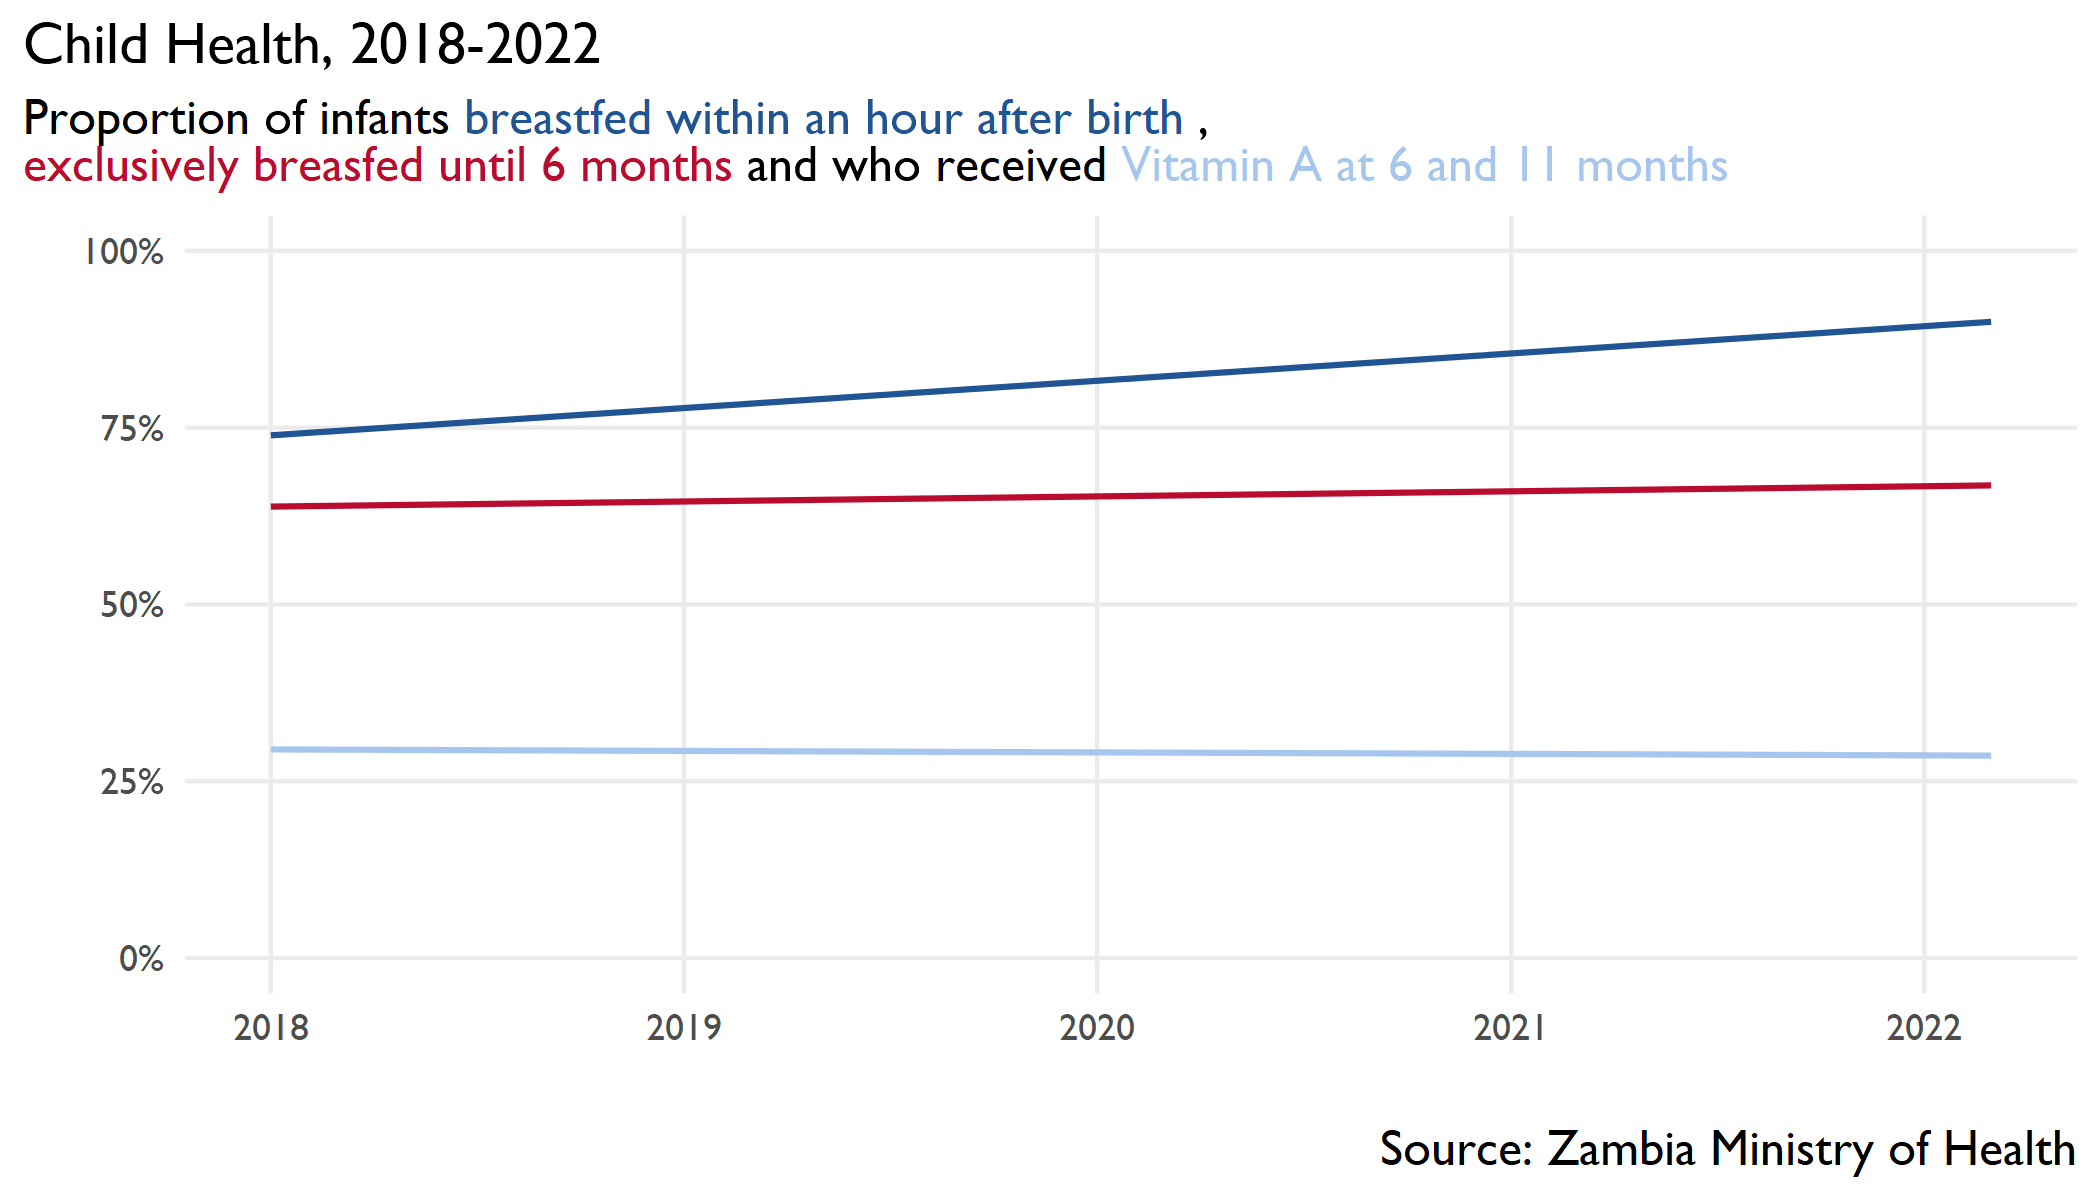 Child Health, 2018-2022
Proportion of infants breastfed within an hour after birth ,
exclusively breasfed until 6 months and who received Vitamin A at 6 and 11 months
100%
75%
50%
25%
0%
2018 2019 2020 2021 2022
Source: Zambia Ministry of Health